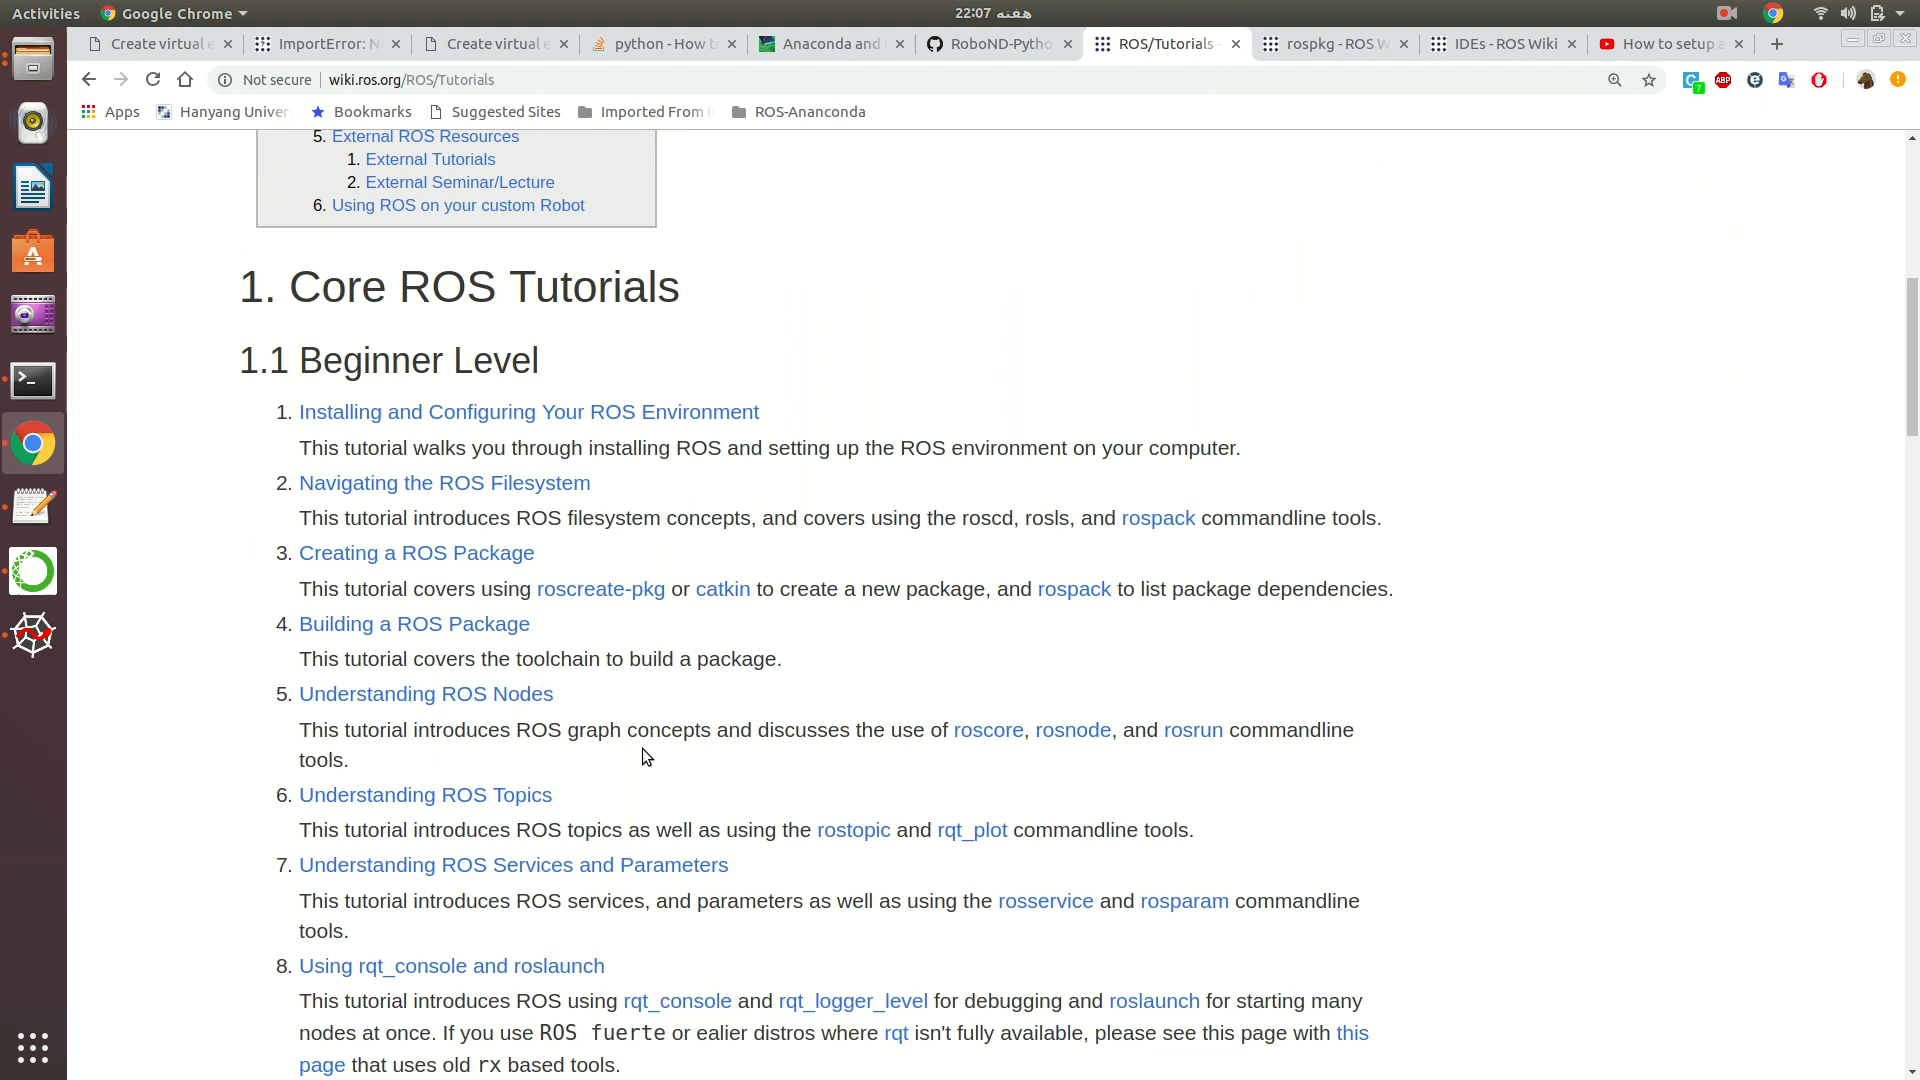 Activities Google Chrome 22:07 هفته
Create virtual e ImportError: N Create virtual e python - How t Anaconda and RoboND-Pytho ROS/Tutorials - rospkg - ROS W IDEs - ROS Wiki How to setup a
Not secure wiki.ros.org/ROS/Tutorials
7 ABP
Apps Hanyang Univer Bookmarks Suggested Sites Imported From I ROS-Ananconda
5. External ROS Resources
1. External Tutorials
2. External Seminar/Lecture
6. Using ROS on your custom Robot
1. Core ROS Tutorials
1.1 Beginner Level
1. Installing and Configuring Your ROS Environment
This tutorial walks you through installing ROS and setting up the ROS environment on your computer.
2. Navigating the ROS Filesystem
This tutorial introduces ROS filesystem concepts, and covers using the roscd, rosls, and rospack commandline tools.
3. Creating a ROS Package
This tutorial covers using roscreate-pkg or catkin to create a new package, and rospack to list package dependencies.
4. Building a ROS Package
This tutorial covers the toolchain to build a package.
5. Understanding ROS Nodes
This tutorial introduces ROS graph concepts and discusses the use of roscore, rosnode, and rosrun commandline
tools.
6. Understanding ROS Topics
This tutorial introduces ROS topics as well as using the rostopic and rqt_plot commandline tools.
7. Understanding ROS Services and Parameters
This tutorial introduces ROS services, and parameters as well as using the rosservice and rosparam commandline
tools.
8. Using rqt_console and roslaunch
This tutorial introduces ROS using rqt_console and rqt_logger_level for debugging and roslaunch for starting many
nodes at once. If you use ROS fuerte or ealier distros where rqt isn't fully available, please see this page with this
page that uses old rx based tools.